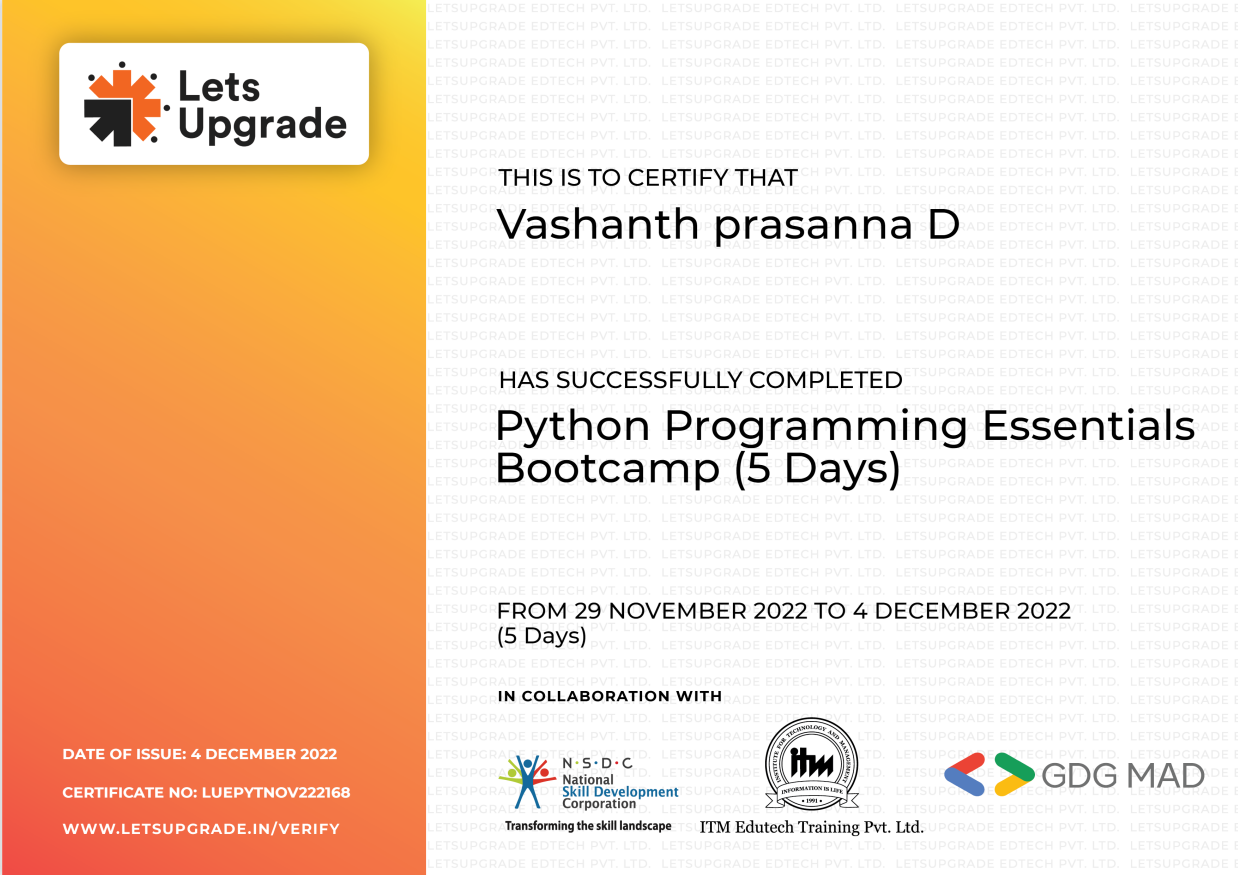 Lets
Upgrade
THIS IS TO CERTIFY THAT
Vashanth prasanna D
HAS SUCCESSFULLY COMPLETED
Python Programming Essentials
Bootcamp (5 Days)
FROM 29 NOVEMBER 2022 TO 4 DECEMBER 2022
(5 Days)
IN COLLABORATION WITH
N·S·D·C
National
Skill Development
Corporation
Transforming the skill landscape
INSTITUTE FOR TECHNOLOGY AND MANAGEMENT
itm
INFORMATION IS LIFE
• 1991 •
ITM Edutech Training Pvt. Ltd.
GDG MAD
DATE OF ISSUE: 4 DECEMBER 2022
CERTIFICATE NO: LUEPYTNOV222168
WWW.LETSUPGRADE.IN/VERIFY
LETSUPGRADE EDTECH PVT. LTD.